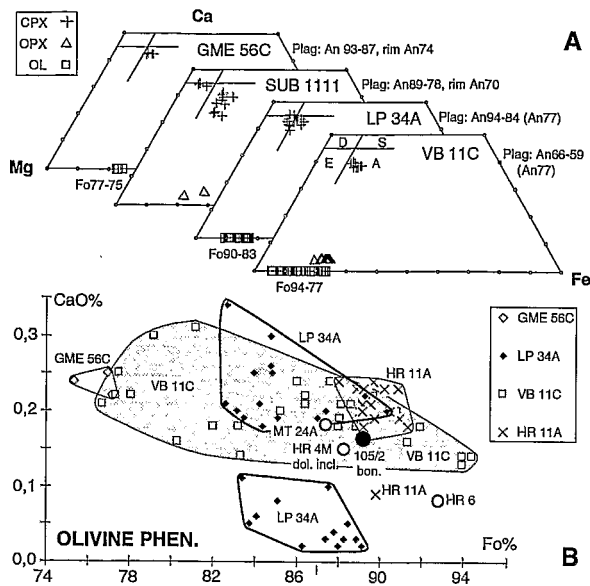 CPX
OPX
OL
Ca
A
GME 56C
Plag: An 93-87, rim An74
SUB 1111
Plag: An89-78, rim An70
LP 34A
Plag: An94-84 (An77)
Mg
D S
E A
VB 11C
Plag: An66-59
(An77)
Fo77-75
Fo90-83
Fo94-77
Fe
CaO%
0,3
0,2
0,1
0,0
GME 56C
VB 11C
LP 34A
HR 11A
MT 24A
HR 4M
dol. incl.
105/2
bon.
VB 11C
HR 11A
HR 6
LP 34A
GME 56C
LP 34A
VB 11C
HR 11A
OLIVINE PHEN.
Fo%
B
74 78 82 86 90 94